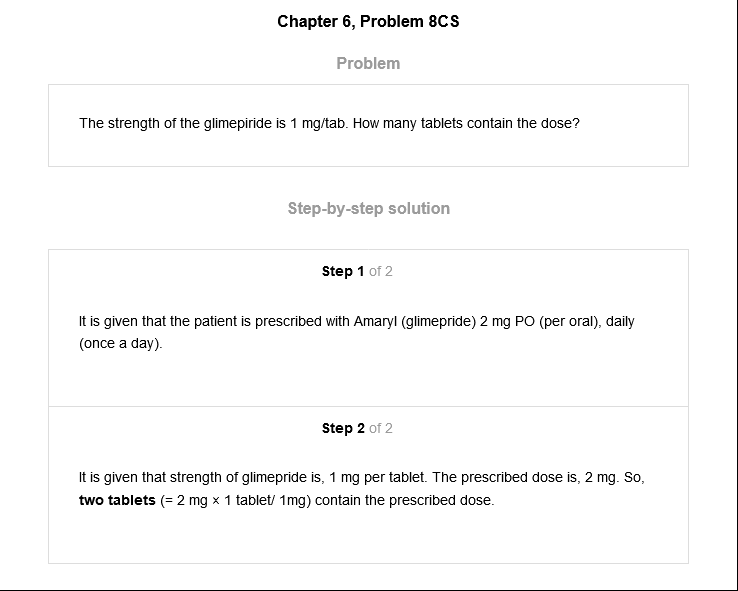 Chapter 6, Problem 8CS
Problem
The strength of the glimepiride is 1 mg/tab. How many tablets contain the dose?
Step-by-step solution
Step 1 of 2
It is given that the patient is prescribed with Amaryl (glimepride) 2 mg PO (per oral), daily
(once a day).
Step 2 of 2
It is given that strength of glimepride is, 1 mg per tablet. The prescribed dose is, 2 mg. So,
two tablets (= 2 mg × 1 tablet/ 1mg) contain the prescribed dose.